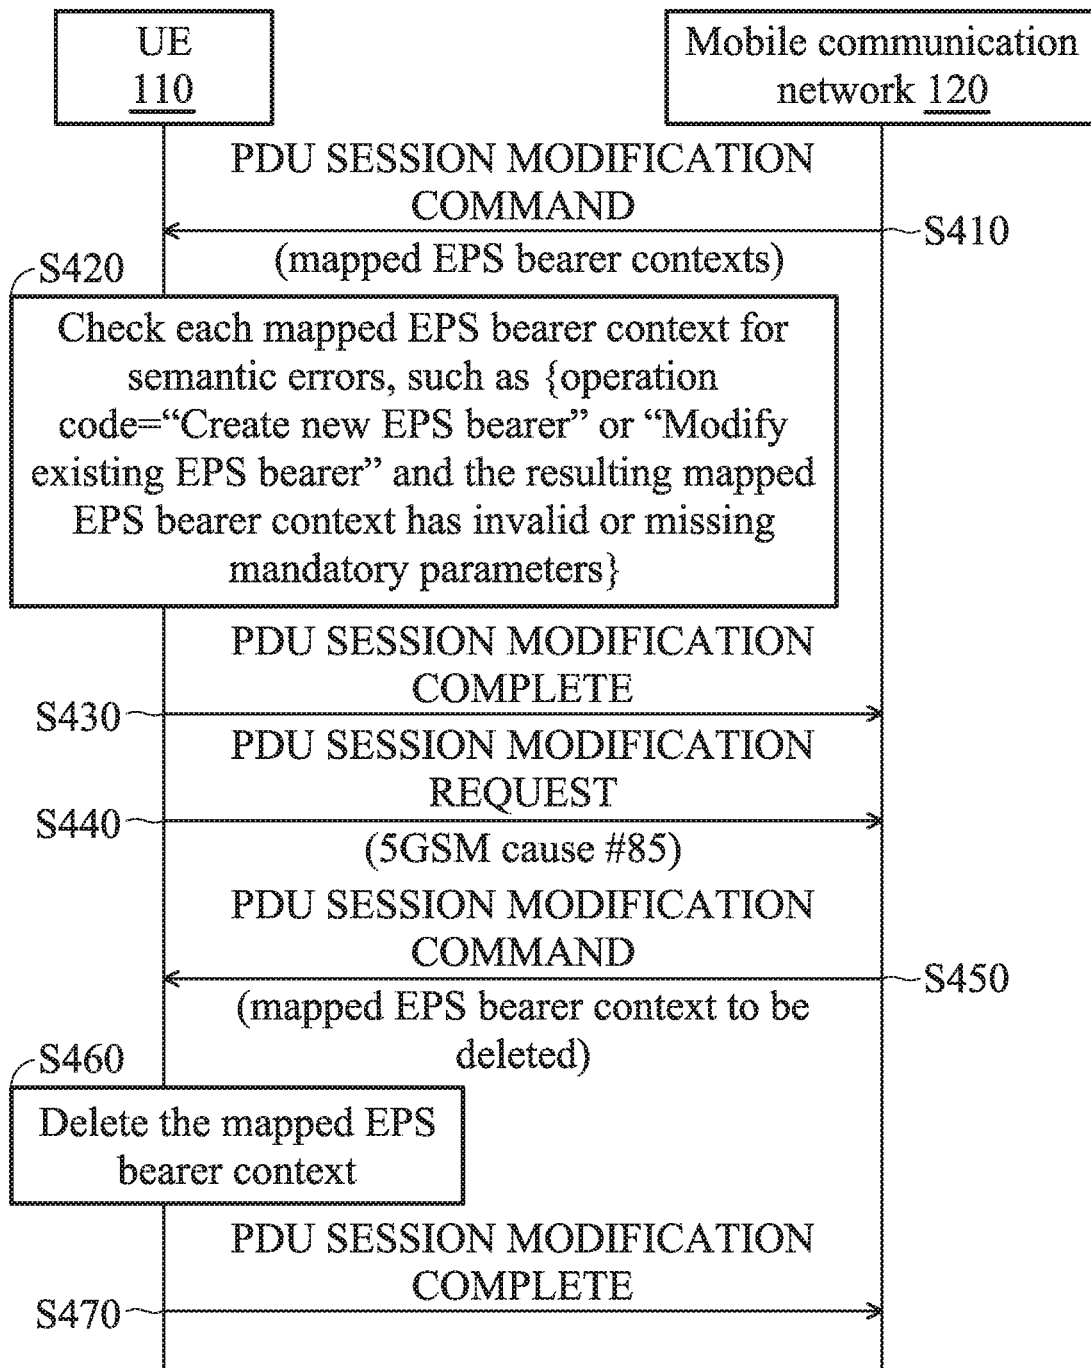 UE
110
Mobile communication
network 120
PDU SESSION MODIFICATION
COMMAND
S410
(mapped EPS bearer contexts)
S420
Check each mapped EPS bearer context for
semantic errors, such as {operation
code=“Create new EPS bearer” or “Modify
existing EPS bearer” and the resulting mapped
EPS bearer context has invalid or missing
mandatory parameters}
PDU SESSION MODIFICATION
COMPLETE
S430
PDU SESSION MODIFICATION
REQUEST
S440
(5GSM cause #85)
PDU SESSION MODIFICATION
COMMAND
S450
(mapped EPS bearer context to be
deleted)
S460
Delete the mapped EPS
bearer context
PDU SESSION MODIFICATION
COMPLETE
S470